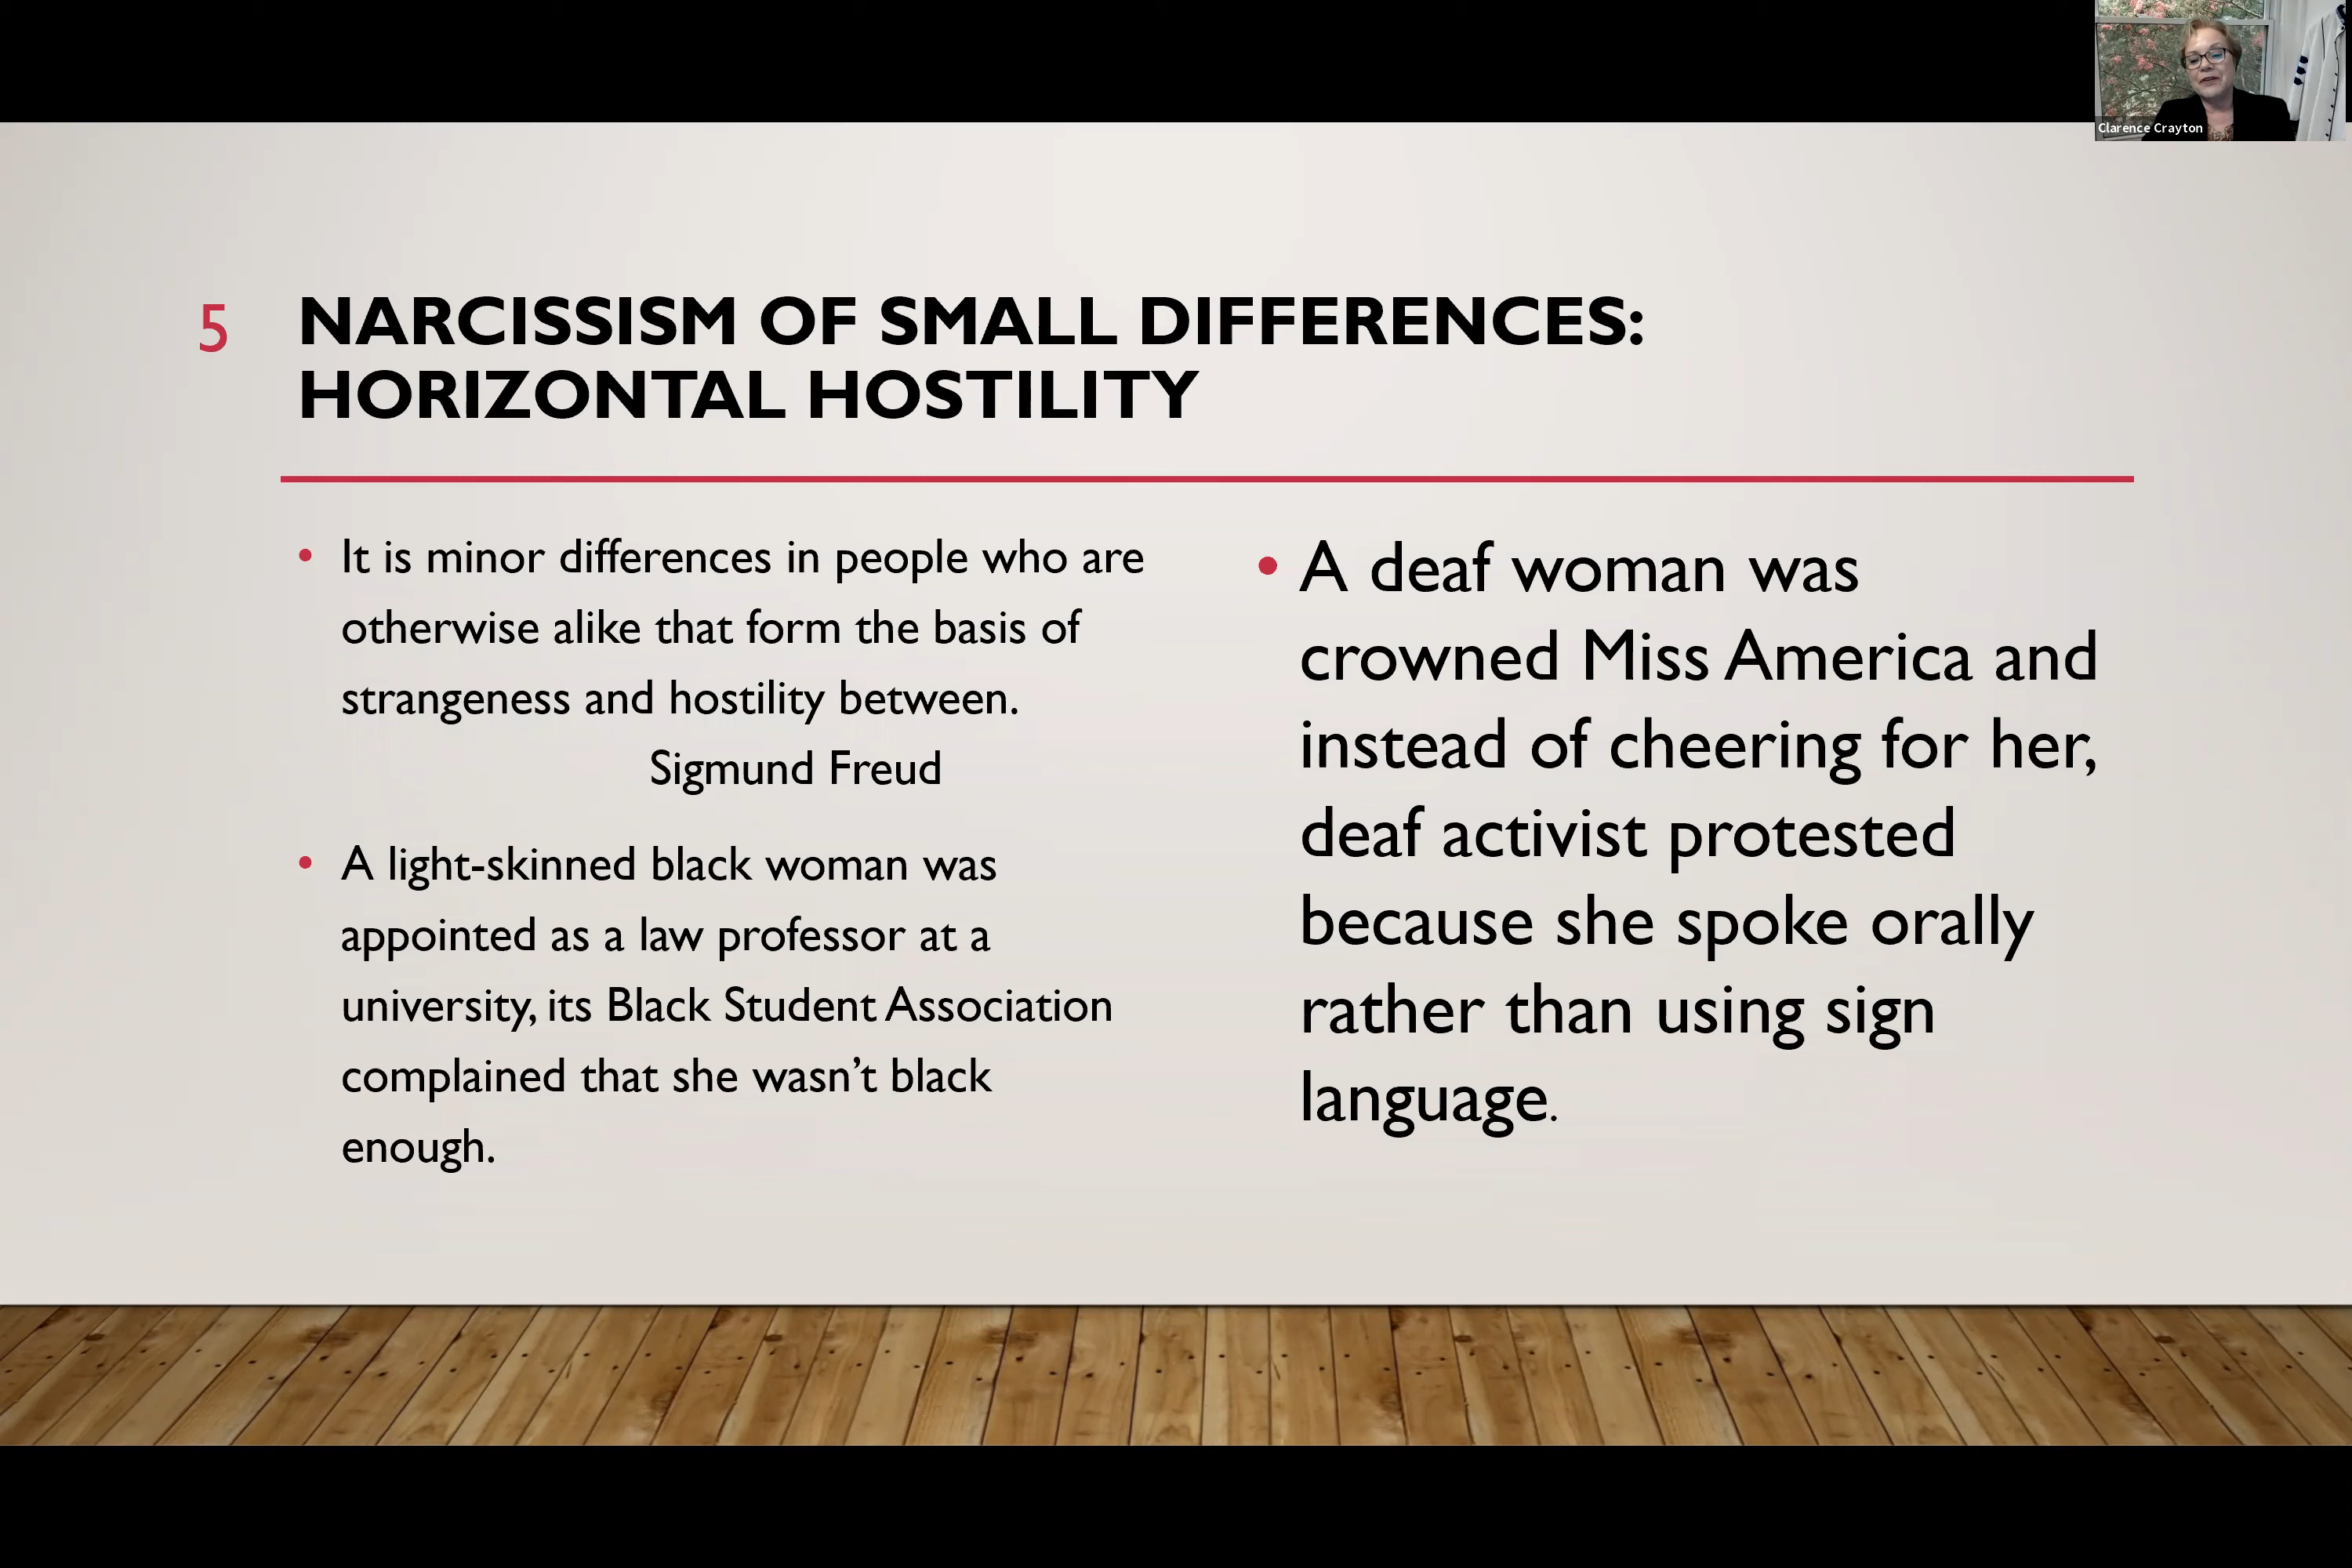 Clarence Crayton
5
NARCISSISM OF SMALL DIFFERENCES:
HORIZONTAL HOSTILITY
• It is minor differences in people who are
otherwise alike that form the basis of
strangeness and hostility between.
Sigmund Freud
• A light-skinned black woman was
appointed as a law professor at a
university, its Black Student Association
complained that she wasn’t black
enough.
• A deaf woman was
crowned Miss America and
instead of cheering for her,
deaf activist protested
because she spoke orally
rather than using sign
language.